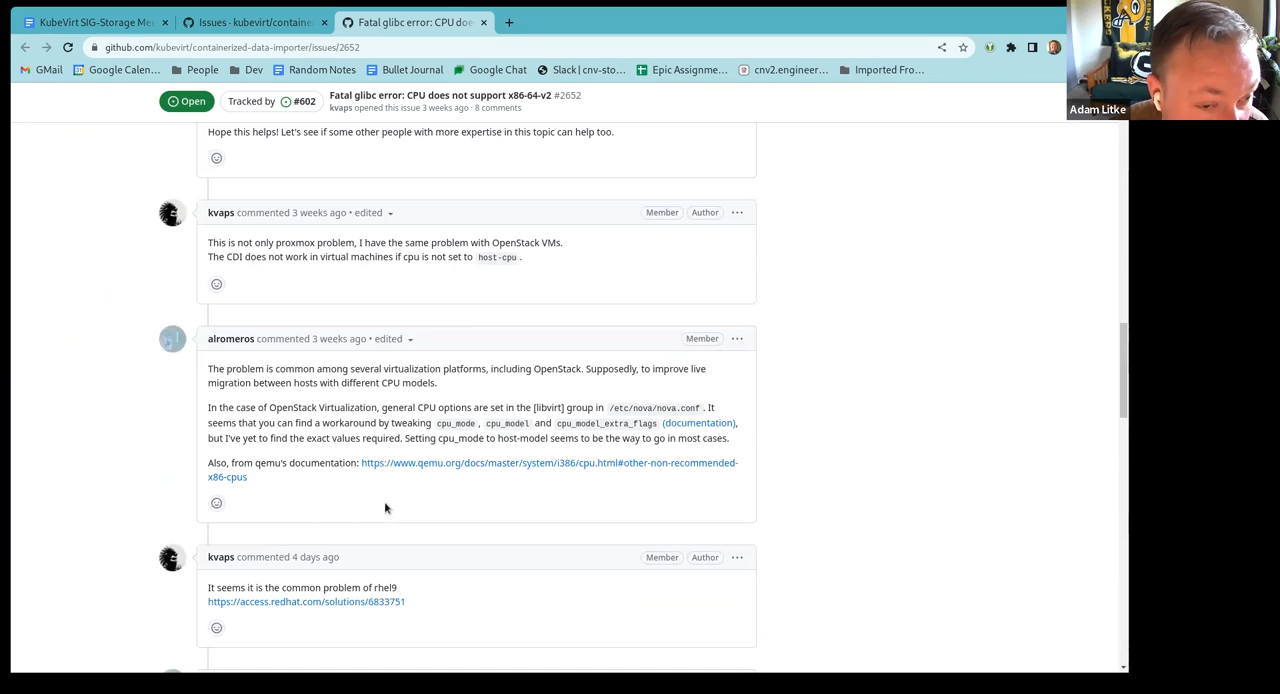 KubeVirt SIG-Storage Me
Issues · kubevirt/containe
Fatal glibc error: CPU doe
github.com/kubevirt/containerized-data-importer/issues/2652
GMail
Google Calen...
People
Dev
Random Notes
Bullet Journ...
Google Chat
Slack | cnv-sto...
Epic Assignme...
cnv2.engineer...
Imported Fro...
Adam Litke
Open
Tracked by #602
Fatal glibc error: CPU does not support x86-64-v2 #2652
kvaps opened this issue 3 weeks ago · 8 comments
Hope this helps! Let's see if some other people with more expertise in this topic can help too.
kvaps commented 3 weeks ago • edited
Member
Author
This is not only proxmox problem, I have the same problem with OpenStack VMs.
The CDI does not work in virtual machines if cpu is not set to host-cpu.
alromeros commented 3 weeks ago • edited
Member
The problem is common among several virtualization platforms, including OpenStack. Supposedly, to improve live
migration between hosts with different CPU models.
In the case of OpenStack Virtualization, general CPU options are set in the [libvirt] group in /etc/nova/nova.conf. It
seems that you can find a workaround by tweaking cpu_mode, cpu_model and cpu_model_extra_flags (documentation),
but I've yet to find the exact values required. Setting cpu_mode to host-model seems to be the way to go in most cases.
Also, from qemu's documentation: https://www.qemu.org/docs/master/system/i386/cpu.html#other-non-recommended-
x86-cpus
kvaps commented 4 days ago
Member
Author
It seems it is the common problem of rhel9
https://access.redhat.com/solutions/6833751